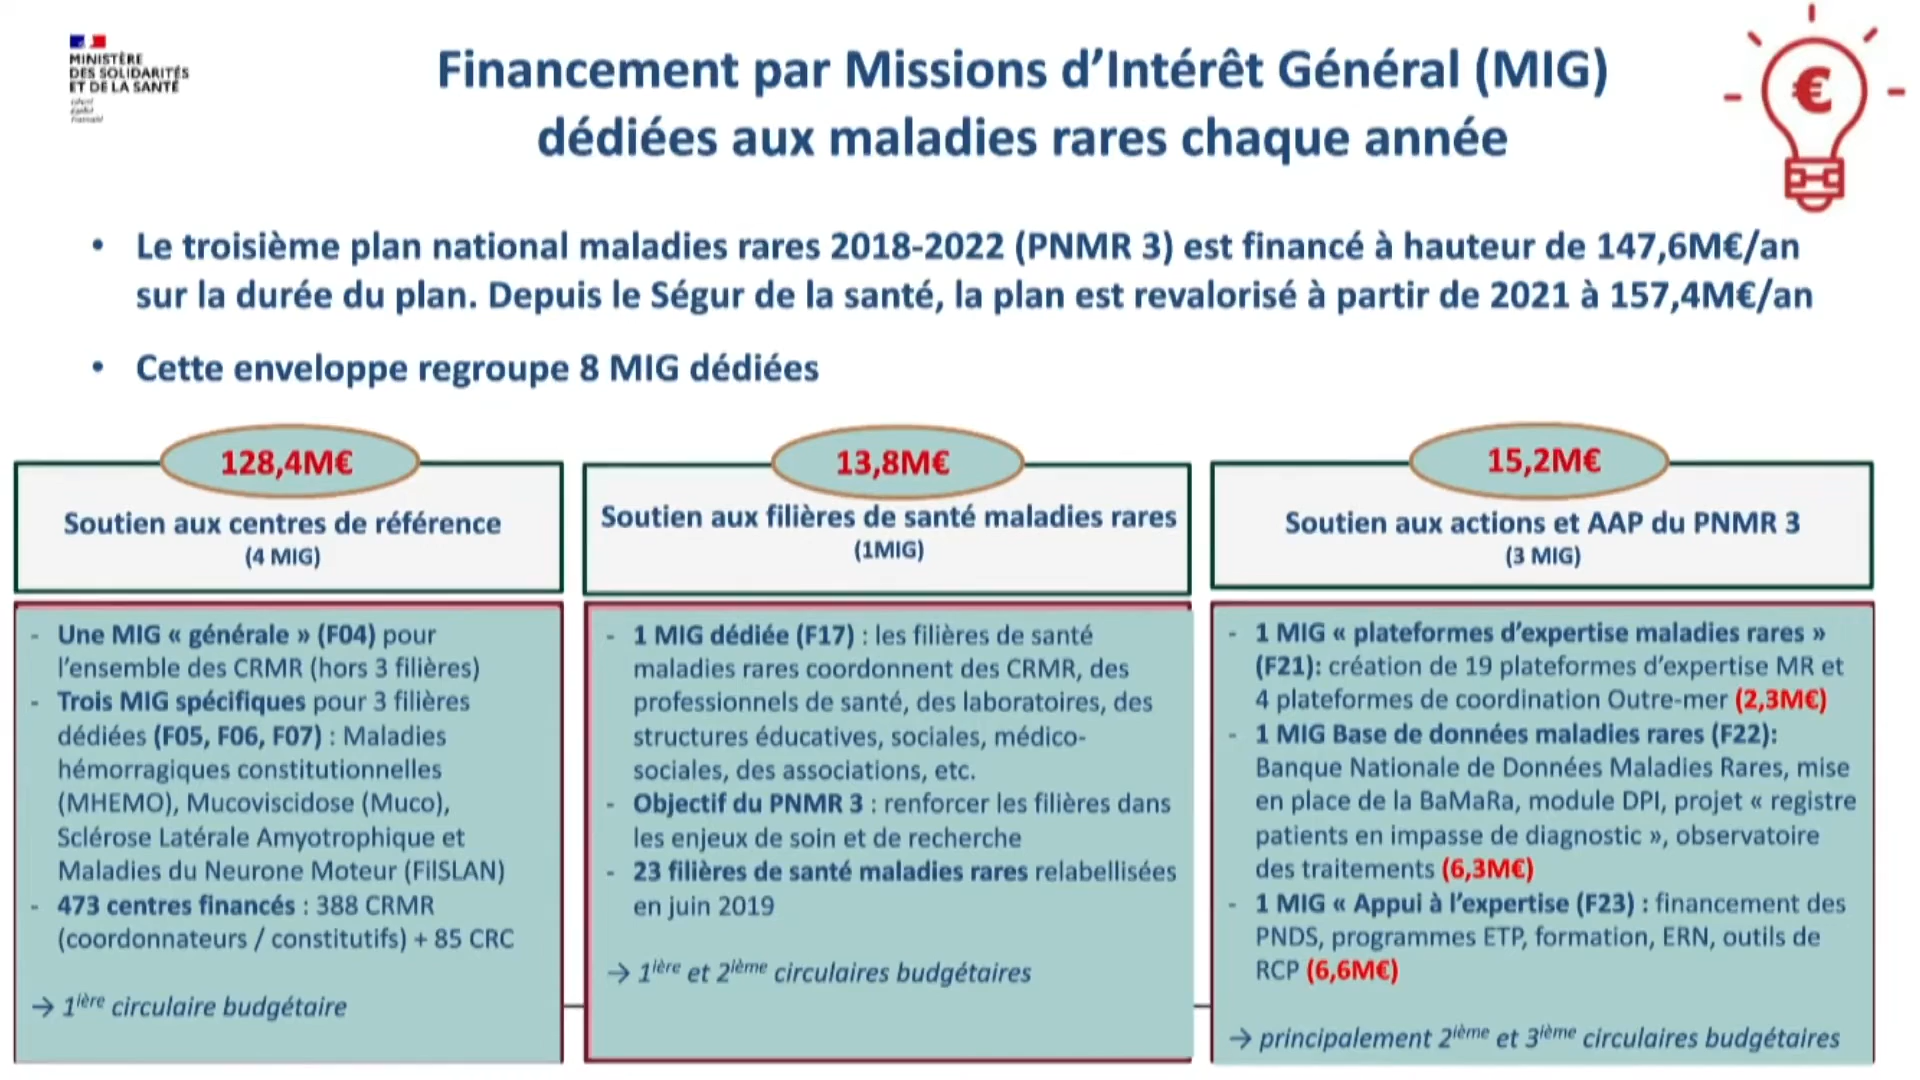 MINISTÈRE
DES SOLIDARITÉS
ET DE LA SANTÉ
Liberté
Égalité
Fraternité
Financement par Missions d'Intérêt Général (MIG)
dédiées aux maladies rares chaque année
€
• Le troisième plan national maladies rares 2018-2022 (PNMR 3) est financé à hauteur de 147,6M€/an
sur la durée du plan. Depuis le Ségur de la santé, la plan est revalorisé à partir de 2021 à 157,4M€/an
• Cette enveloppe regroupe 8 MIG dédiées
128,4M€
Soutien aux centres de référence
(4 MIG)
- Une MIG « générale » (F04) pour
l'ensemble des CRMR (hors 3 filières)
- Trois MIG spécifiques pour 3 filières
dédiées (F05, F06, F07) : Maladies
hémorragiques constitutionnelles
(MHEMO), Mucoviscidose (Muco),
Sclérose Latérale Amyotrophique et
Maladies du Neurone Moteur (FilSLAN)
- 473 centres financés : 388 CRMR
(coordonnateurs / constitutifs) + 85 CRC
→ 1ière circulaire budgétaire
13,8M€
Soutien aux filières de santé maladies rares
(1MIG)
- 1 MIG dédiée (F17) : les filières de santé
maladies rares coordonnent des CRMR, des
professionnels de santé, des laboratoires, des
structures éducatives, sociales, médico-
sociales, des associations, etc.
- Objectif du PNMR 3 : renforcer les filières dans
les enjeux de soin et de recherche
- 23 filières de santé maladies rares relabellisées
en juin 2019
→ 1ière et 2ième circulaires budgétaires
15,2M€
Soutien aux actions et AAP du PNMR 3
(3 MIG)
- 1 MIG « plateformes d'expertise maladies rares »
(F21): création de 19 plateformes d'expertise MR et
4 plateformes de coordination Outre-mer (2,3M€)
- 1 MIG Base de données maladies rares (F22):
Banque Nationale de Données Maladies Rares, mise
en place de la BaMaRa, module DPI, projet « registre
patients en impasse de diagnostic », observatoire
des traitements (6,3M€)
- 1 MIG « Appui à l'expertise (F23) : financement des
PNDS, programmes ETP, formation, ERN, outils de
RCP (6,6M€)
→ principalement 2ième et 3ième circulaires budgétaires